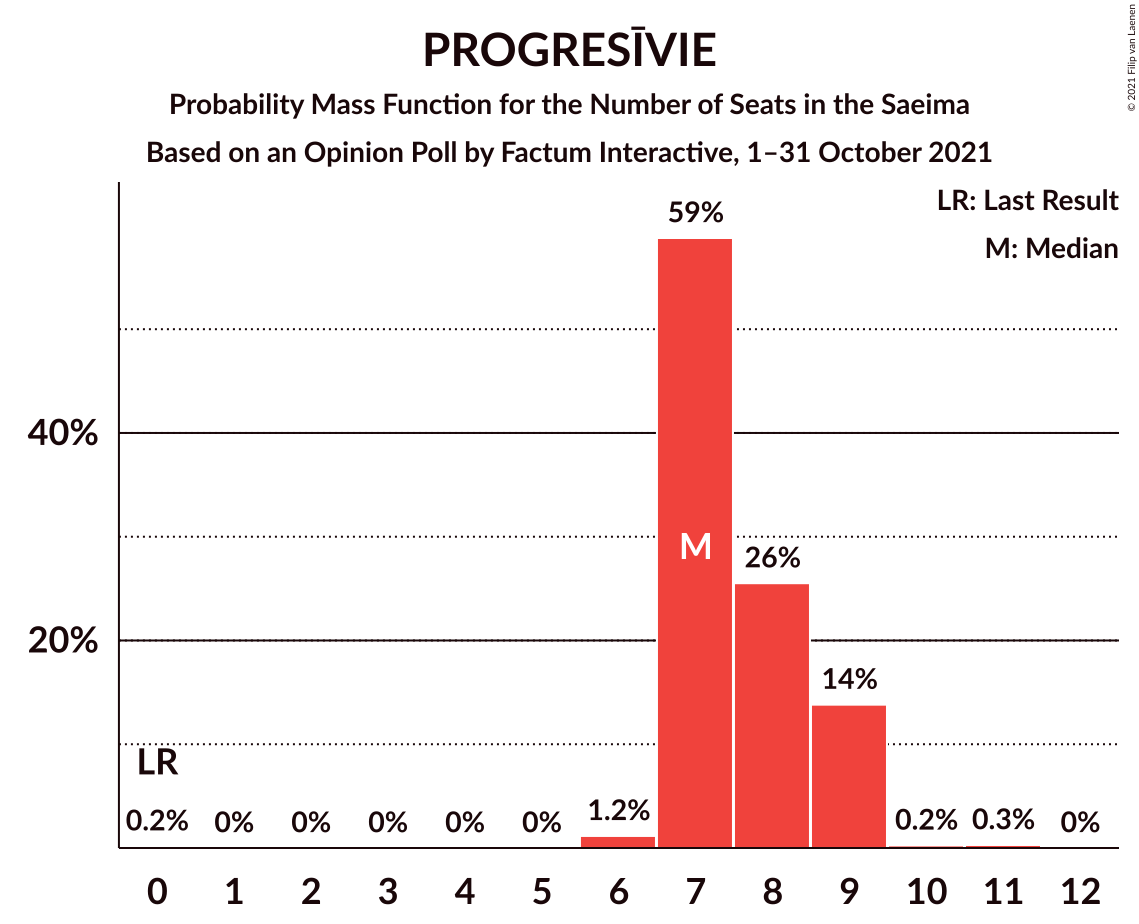 PROGRESĪVIE
Probability Mass Function for the Number of Seats in the Saeima
Based on an Opinion Poll by Factum Interactive, 1–31 October 2021
© 2021 Filip van Laenen
LR: Last Result
M: Median
59%
40%
M
26%
20%
14%
LR
0.2% 0% 0% 0% 0% 0% 1.2% 0.2% 0.3% 0%
0 1 2 3 4 5 6 7 8 9 10 11 12